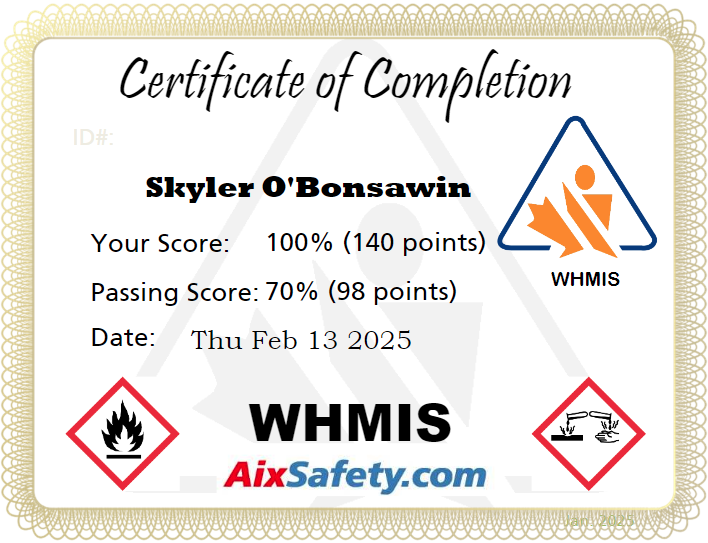 Certificate of Completion
ID#:
Skyler O'Bonsawin
Your Score: 100% (140 points)
Passing Score: 70% (98 points)
Date: Thu Feb 13 2025
WHMIS
WHMIS
AixSafety.com
Jan. 2025